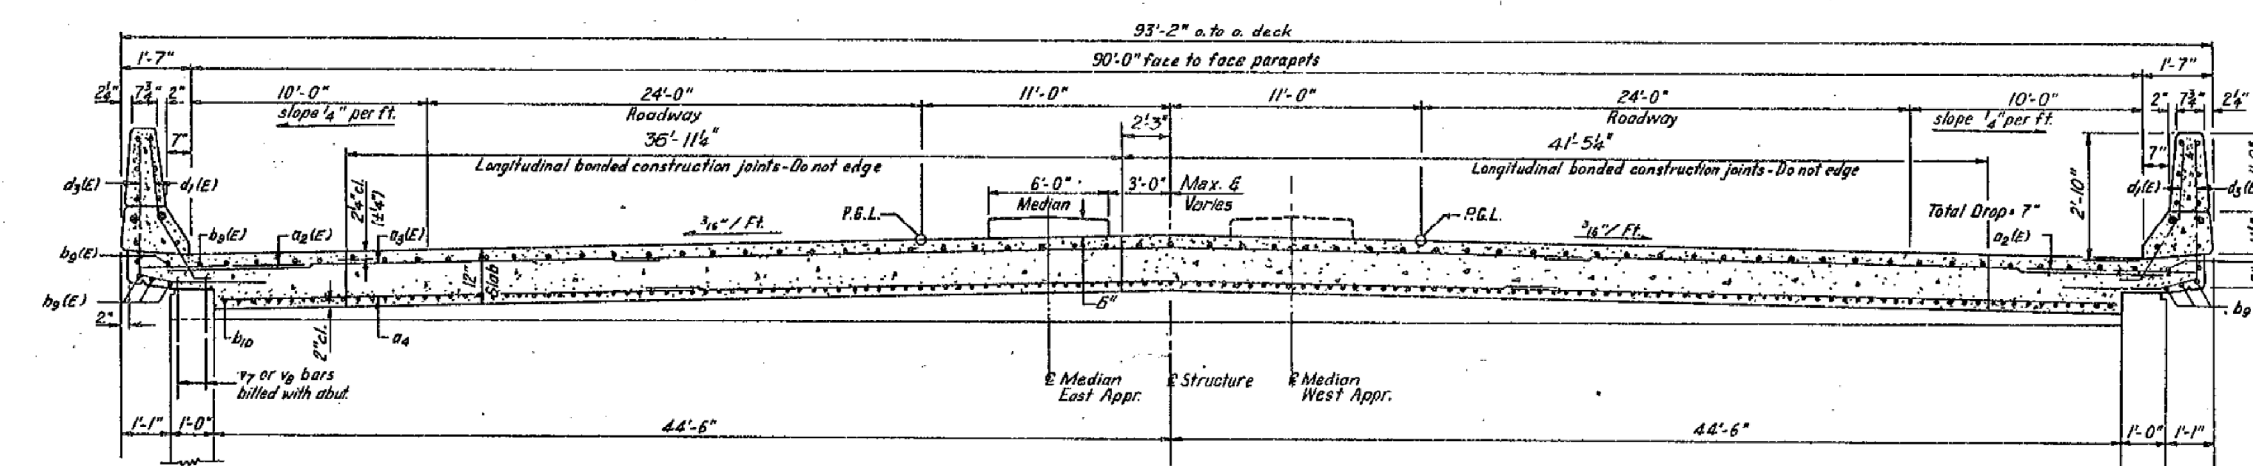 93'-2" o. to o. deck
90'-0" face to face parapets
1'-7"
1'-7"
2¼" 7¾" 2"
10'-0"
24'-0"
11'-0"
11'-0"
24'-0"
10'-0"
2" 7¾" 2¼"
slope ¼" per ft.
Roadway
Roadway
slope ¼" per ft.
2'-3"
7"
36'-11¼"
41'-5¼"
7"
Longitudinal bonded construction joints - Do not edge
Longitudinal bonded construction joints - Do not edge
d3(E)
d1(E)
2¼" cl.
(1¼")
6'-0"
Median
3'-0"
Max. &
Varies
2'-10"
d1(E)
P.G.L.
P.G.L.
Total Drop = 7"
3/16" / Ft.
3/16" / Ft.
b9(E)
a2(E)
a3(E)
a2(E)
b9(E)
12"
Slab
b9(E)
6"
2"
b10
2" cl.
a4
b9
v7 or v8 bars
billed with abut.
℄ Median
East Appr.
℄ Structure
℄ Median
West Appr.
1'-1" 1'-0"
44'-6"
44'-6"
1'-0" 1'-1"